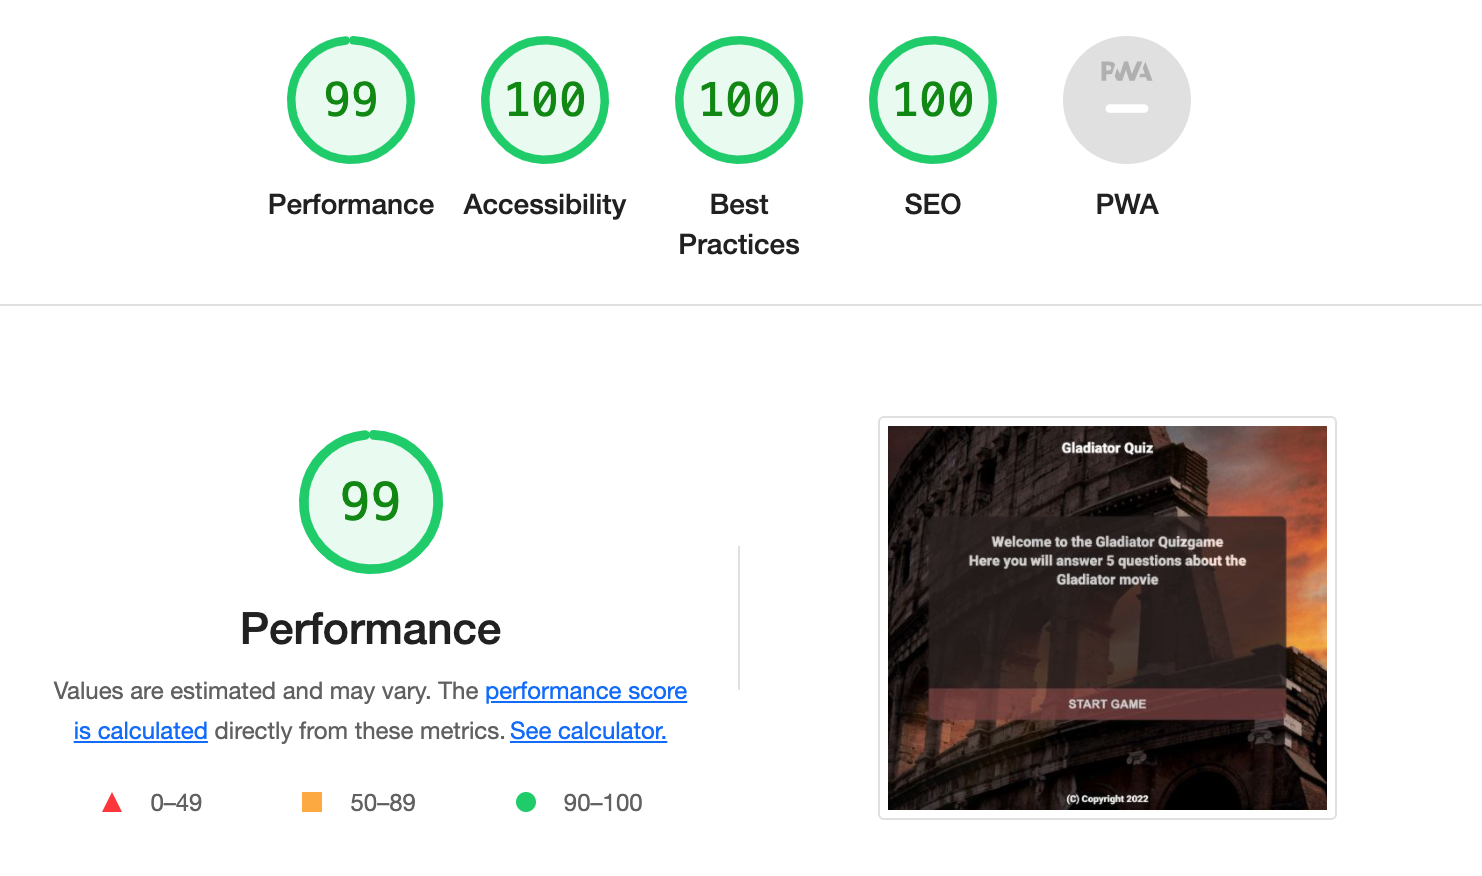 99
100
100
100
PWA
Performance
Accessibility
Best
Practices
SEO
PWA
99
Performance
Values are estimated and may vary. The performance score
is calculated directly from these metrics. See calculator.
0–49
50–89
90–100
Gladiator Quiz
Welcome to the Gladiator Quizgame
Here you will answer 5 questions about the
Gladiator movie
START GAME
(C) Copyright 2022